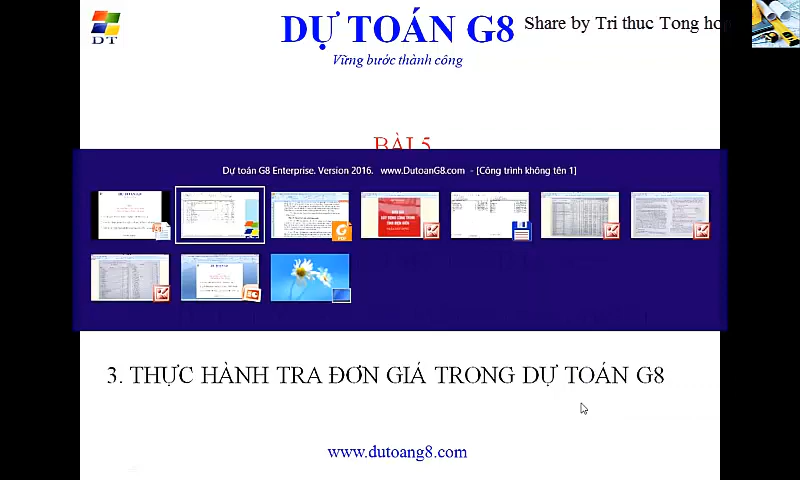 DT
DỰ TOÁN G8
Share by Tri thuc Tong hop
Vững bước thành công
BÀI 5
Dự toán G8 Enterprise. Version 2016. www.DutoanG8.com - [Công trình không tên 1]
3. THỰC HÀNH TRA ĐƠN GIÁ TRONG DỰ TOÁN G8
www.dutoang8.com